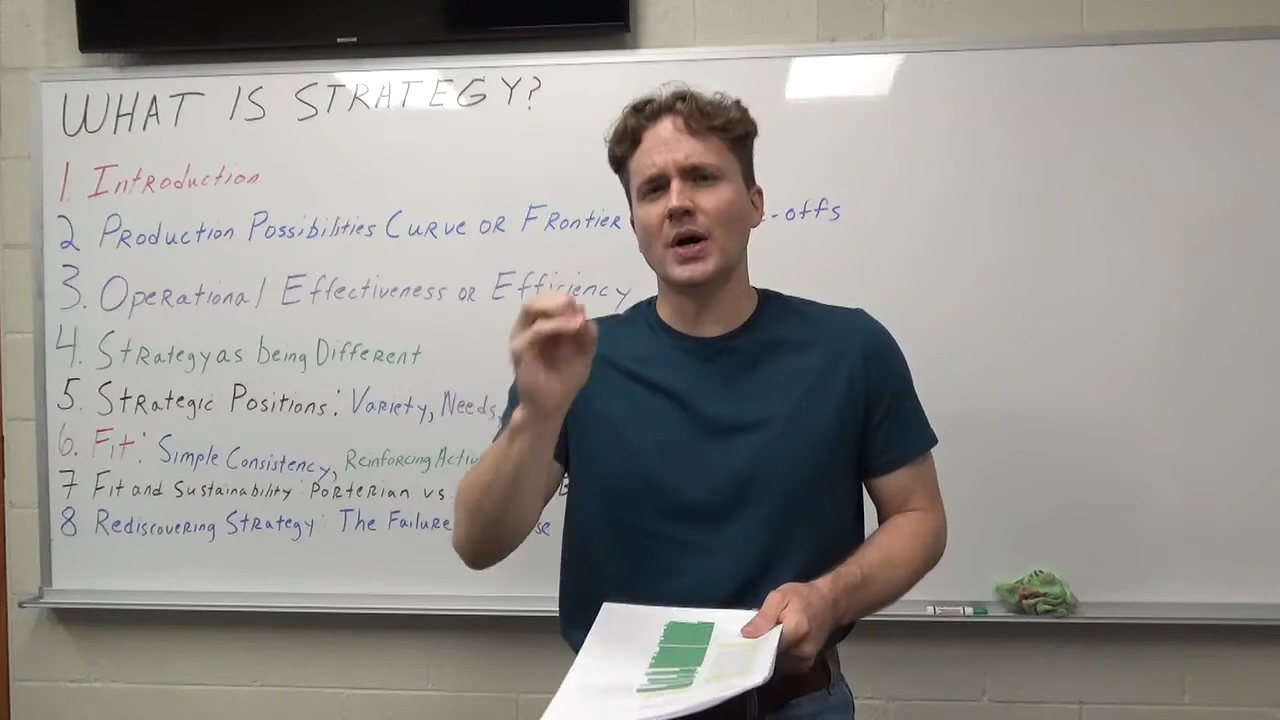 WHAT IS STRATEGY?
1 Introduction
2 Production Possibilities Curve or Frontier -offs
3. Operational Effectiveness or Efficiency
4. Strategy as being Different
5. Strategic Positions: Variety, Needs,
6. Fit: Simple Consistency, Reinforcing
7 Fit and Sustainability: Porterian vs
8 Rediscovering Strategy: The Failure